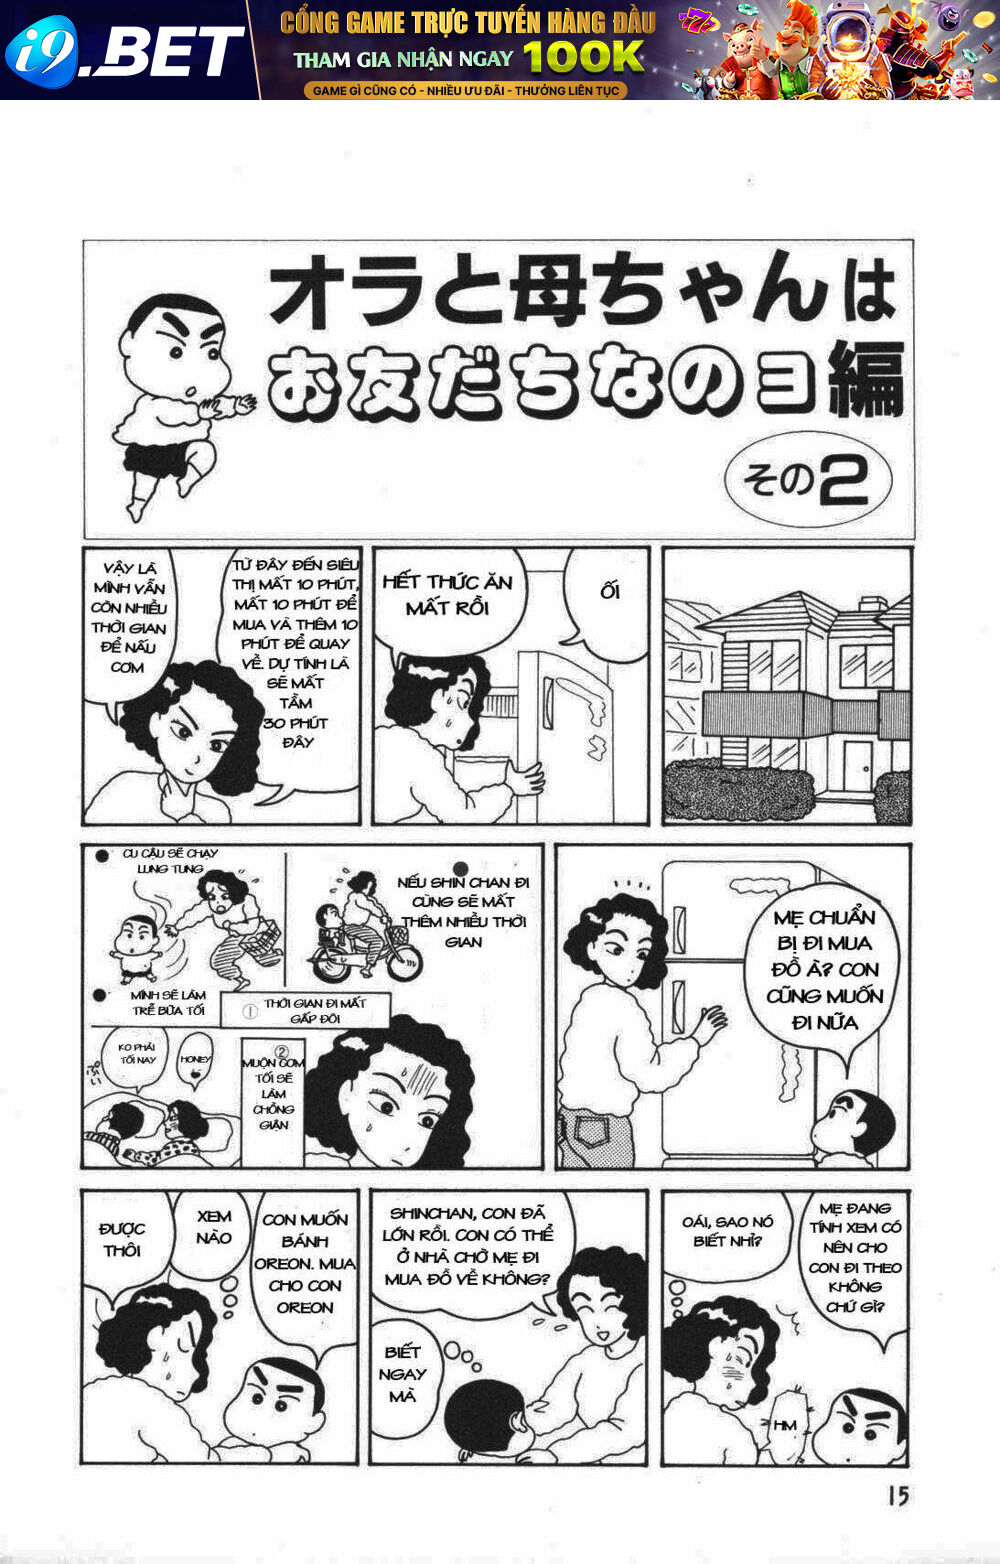 i9.BET
CỔNG GAME TRỰC TUYẾN HÀNG ĐẦU
THAM GIA NHẬN NGAY 100K
GAME GÌ CŨNG CÓ - NHIỀU ƯU ĐÃI - THƯỞNG LIÊN TỤC
オラと母ちゃんは
お友だちなのヨ編
その2
ỐI
HẾT THỨC ĂN
MẤT RỒI
TỪ ĐÂY ĐẾN SIÊU
THỊ MẤT 10 PHÚT,
MẤT 10 PHÚT ĐỂ
MUA VÀ THÊM 10
PHÚT ĐỂ QUAY
VỀ. DỰ TÍNH LÀ
SẼ MẤT
TẦM
30 PHÚT
ĐÂY
VẬY LÀ
MÌNH VẪN
CÒN NHIỀU
THỜI GIAN
ĐỂ NẤU
CƠM
MẸ CHUẨN
BỊ ĐI MUA
ĐỒ À? CON
CŨNG MUỐN
ĐI NỮA
NẾU SHIN CHAN ĐI
CÙNG SẼ MẤT
THÊM NHIỀU THỜI
GIAN
CU CẬU SẼ CHẠY
LUNG TUNG
① THỜI GIAN ĐI MẤT
GẤP ĐÔI
MÌNH SẼ LÀM
TRỄ BỮA TỐI
②
MUỘN CƠM
TỐI SẼ
LÀM
CHỒNG
GIẬN
HONEY
KO PHẢI
TỐI NAY
MẸ ĐANG
TÍNH XEM CÓ
NÊN CHO
CON ĐI THEO
KHÔNG
CHỨ GÌ?
OÁI, SAO NÓ
BIẾT NHỈ?
HM
SHINCHAN, CON ĐÃ
LỚN RỒI. CON CÓ THỂ
Ở NHÀ CHỜ MẸ ĐI
MUA ĐỒ VỀ KHÔNG?
BIẾT
NGAY
MÀ
CON MUỐN
BÁNH
OREON. MUA
CHO CON
OREON
XEM
NÀO
ĐƯỢC
THÔI
15